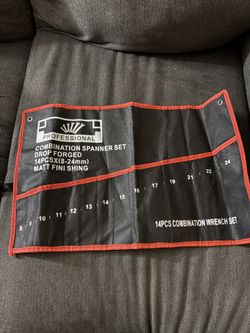 PROFESSIONAL
COMBINATION SPANNER SET
DROP FORGED
14PCSX(8-24mm)
MATT FINI SHING
8 9 10 11 12 13 14 15 16 17 19 22 24
14PCS COMBINATION WRENCH SET